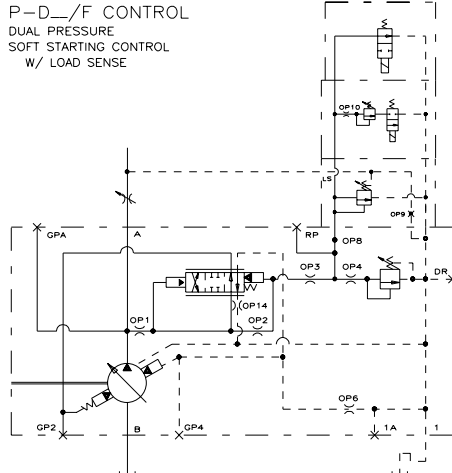 P-D__/F CONTROL
DUAL PRESSURE
SOFT STARTING CONTROL
W/ LOAD SENSE
OP10
LS
OP9
GPA
A
RP
OP8
OP3
OP4
DR
OP14
OP1
OP2
OP6
GP2
B
GP4
1A
1